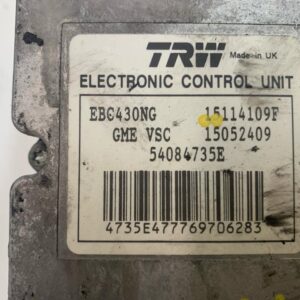 TRW Made in UK
ELECTRONIC CONTROL UNIT
EBC430NG 15114109F
GME VSC 15052409
54084735E
4735E477769706283